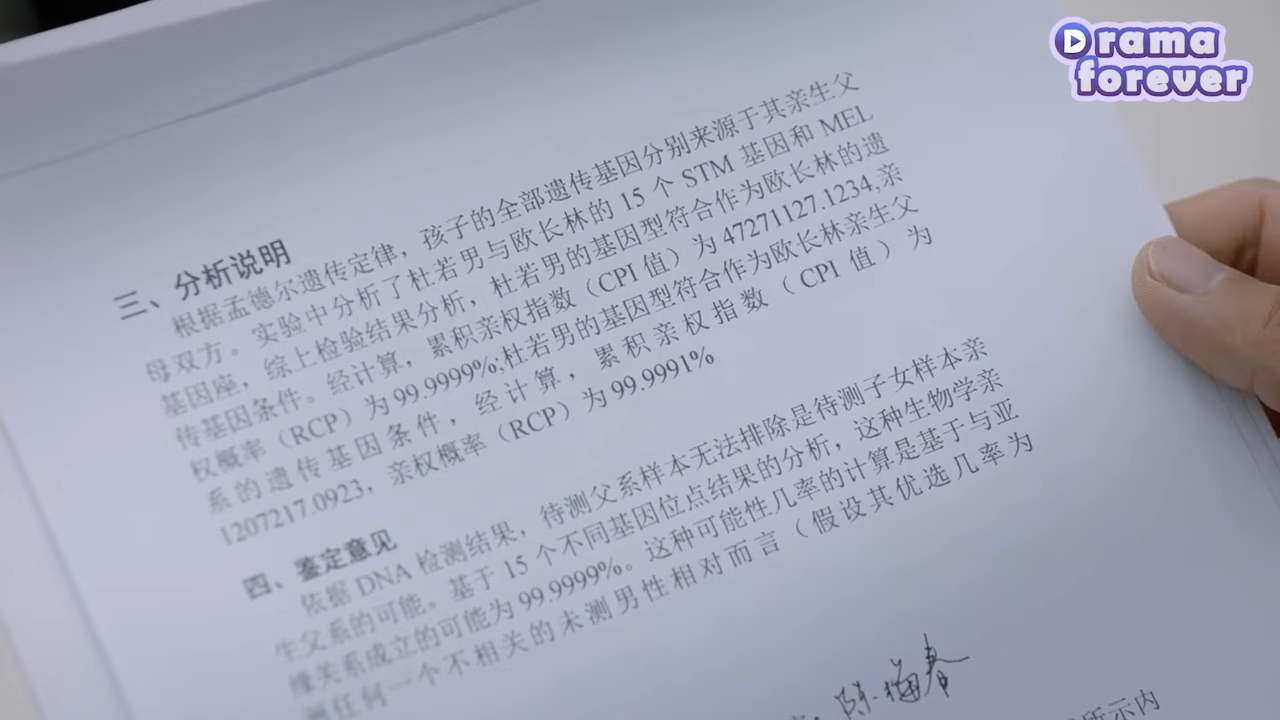 Drama
forever
三、分析说明
根据孟德尔遗传定律，孩子的全部遗传基因分别来源于其亲生父
母双方。实验中分析了杜若男与欧长林的 15 个 STM 基因和 MEL
基因座，综上检验结果分析，杜若男的基因型符合作为欧长林的遗
传基因条件。经计算，累积亲权指数（CPI 值）为 47271127.1234,亲
权概率（RCP）为 99.9999%;杜若男的基因型符合作为欧长林亲生父
系的遗传基因条件，经计算，累积亲权指数（CPI 值）为
1207217.0923，亲权概率（RCP）为 99.9991%
四、鉴定意见
依据 DNA 检测结果，待测父系样本无法排除是待测子女样本亲
生父系的可能。基于 15 个不同基因位点结果的分析，这种生物学亲
缘关系成立的可能为 99.9999%。这种可能性几率的计算是基于与亚
洲任何一个不相关的未测男性相对而言（假设其优选几率为
陈梅春
所示内